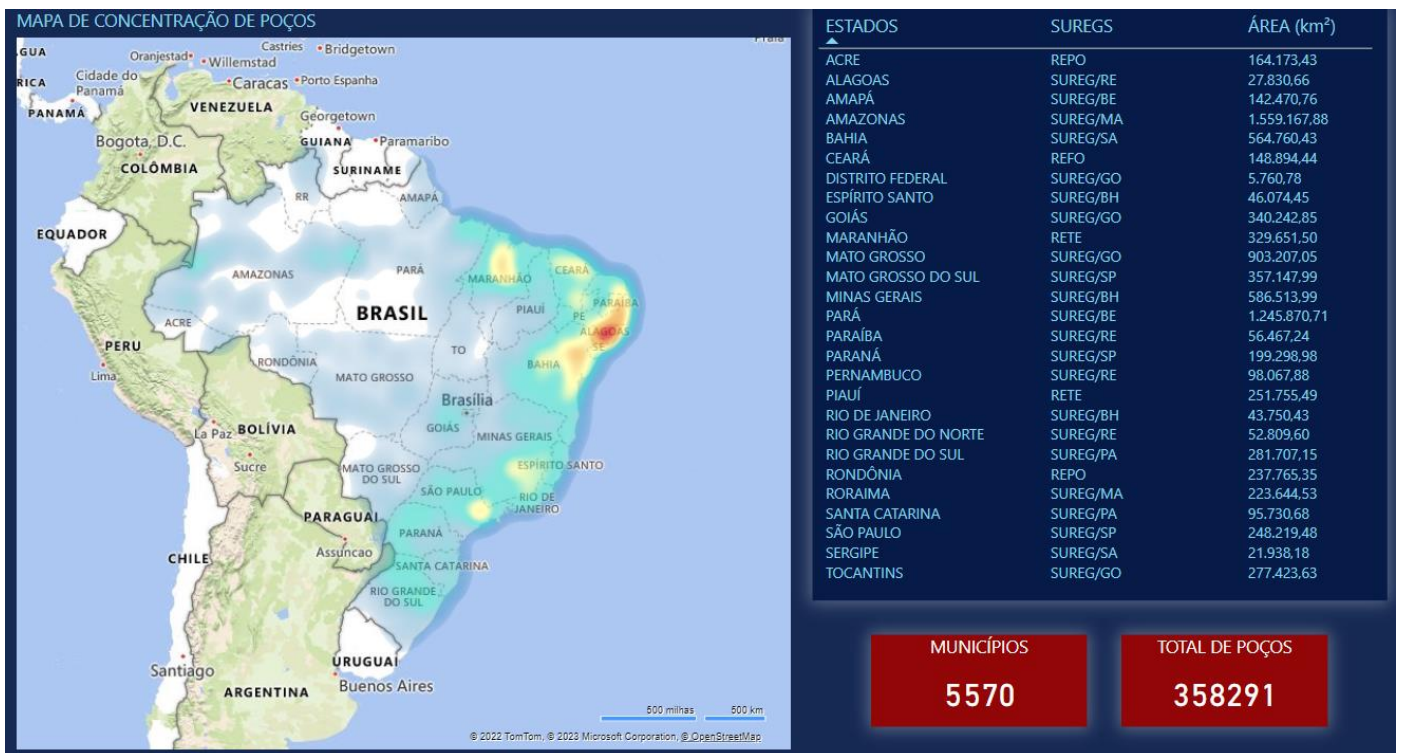 MAPA DE CONCENTRAÇÃO DE POÇOS
GUA
Oranjestad
Willemstad
Castries
Bridgetown
RICA
Cidade do
Panamá
Caracas
Porto Espanha
PANAMÁ
VENEZUELA
Georgetown
Bogota, D.C.
GUIANA
Paramaribo
COLÔMBIA
SURINAME
RR
AMAPÁ
EQUADOR
AMAZONAS
PARÁ
MARANHÃO
CEARÁ
BRASIL
PIAUÍ
PARAÍBA
PE
ACRE
ALAGOAS
SE
PERU
TO
BAHIA
RONDÔNIA
Lima
MATO GROSSO
Brasília
La Paz
BOLÍVIA
GOIÁS
MINAS GERAIS
Sucre
MATO GROSSO
DO SUL
ESPÍRITO SANTO
SÃO PAULO
RIO DE
JANEIRO
PARAGUAI
PARANÁ
Assuncao
CHILE
SANTA CATARINA
RIO GRANDE
DO SUL
Santiago
URUGUAI
ARGENTINA
Buenos Aires
500 milhas 500 km
© 2022 TomTom, © 2023 Microsoft Corporation, © OpenStreetMap
ESTADOS SUREGS ÁREA (km²)
ACRE REPO 164.173,43
ALAGOAS SUREG/RE 27.830,66
AMAPÁ SUREG/BE 142.470,76
AMAZONAS SUREG/MA 1.559.167,88
BAHIA SUREG/SA 564.760,43
CEARÁ REFO 148.894,44
DISTRITO FEDERAL SUREG/GO 5.760,78
ESPÍRITO SANTO SUREG/BH 46.074,45
GOIÁS SUREG/GO 340.242,85
MARANHÃO RETE 329.651,50
MATO GROSSO SUREG/GO 903.207,05
MATO GROSSO DO SUL SUREG/SP 357.147,99
MINAS GERAIS SUREG/BH 586.513,99
PARÁ SUREG/BE 1.245.870,71
PARAÍBA SUREG/RE 56.467,24
PARANÁ SUREG/SP 199.298,98
PERNAMBUCO SUREG/RE 98.067,88
PIAUÍ RETE 251.755,49
RIO DE JANEIRO SUREG/BH 43.750,43
RIO GRANDE DO NORTE SUREG/RE 52.809,60
RIO GRANDE DO SUL SUREG/PA 281.707,15
RONDÔNIA REPO 237.765,35
RORAIMA SUREG/MA 223.644,53
SANTA CATARINA SUREG/PA 95.730,68
SÃO PAULO SUREG/SP 248.219,48
SERGIPE SUREG/SA 21.938,18
TOCANTINS SUREG/GO 277.423,63
MUNICÍPIOS
5570
TOTAL DE POÇOS
358291